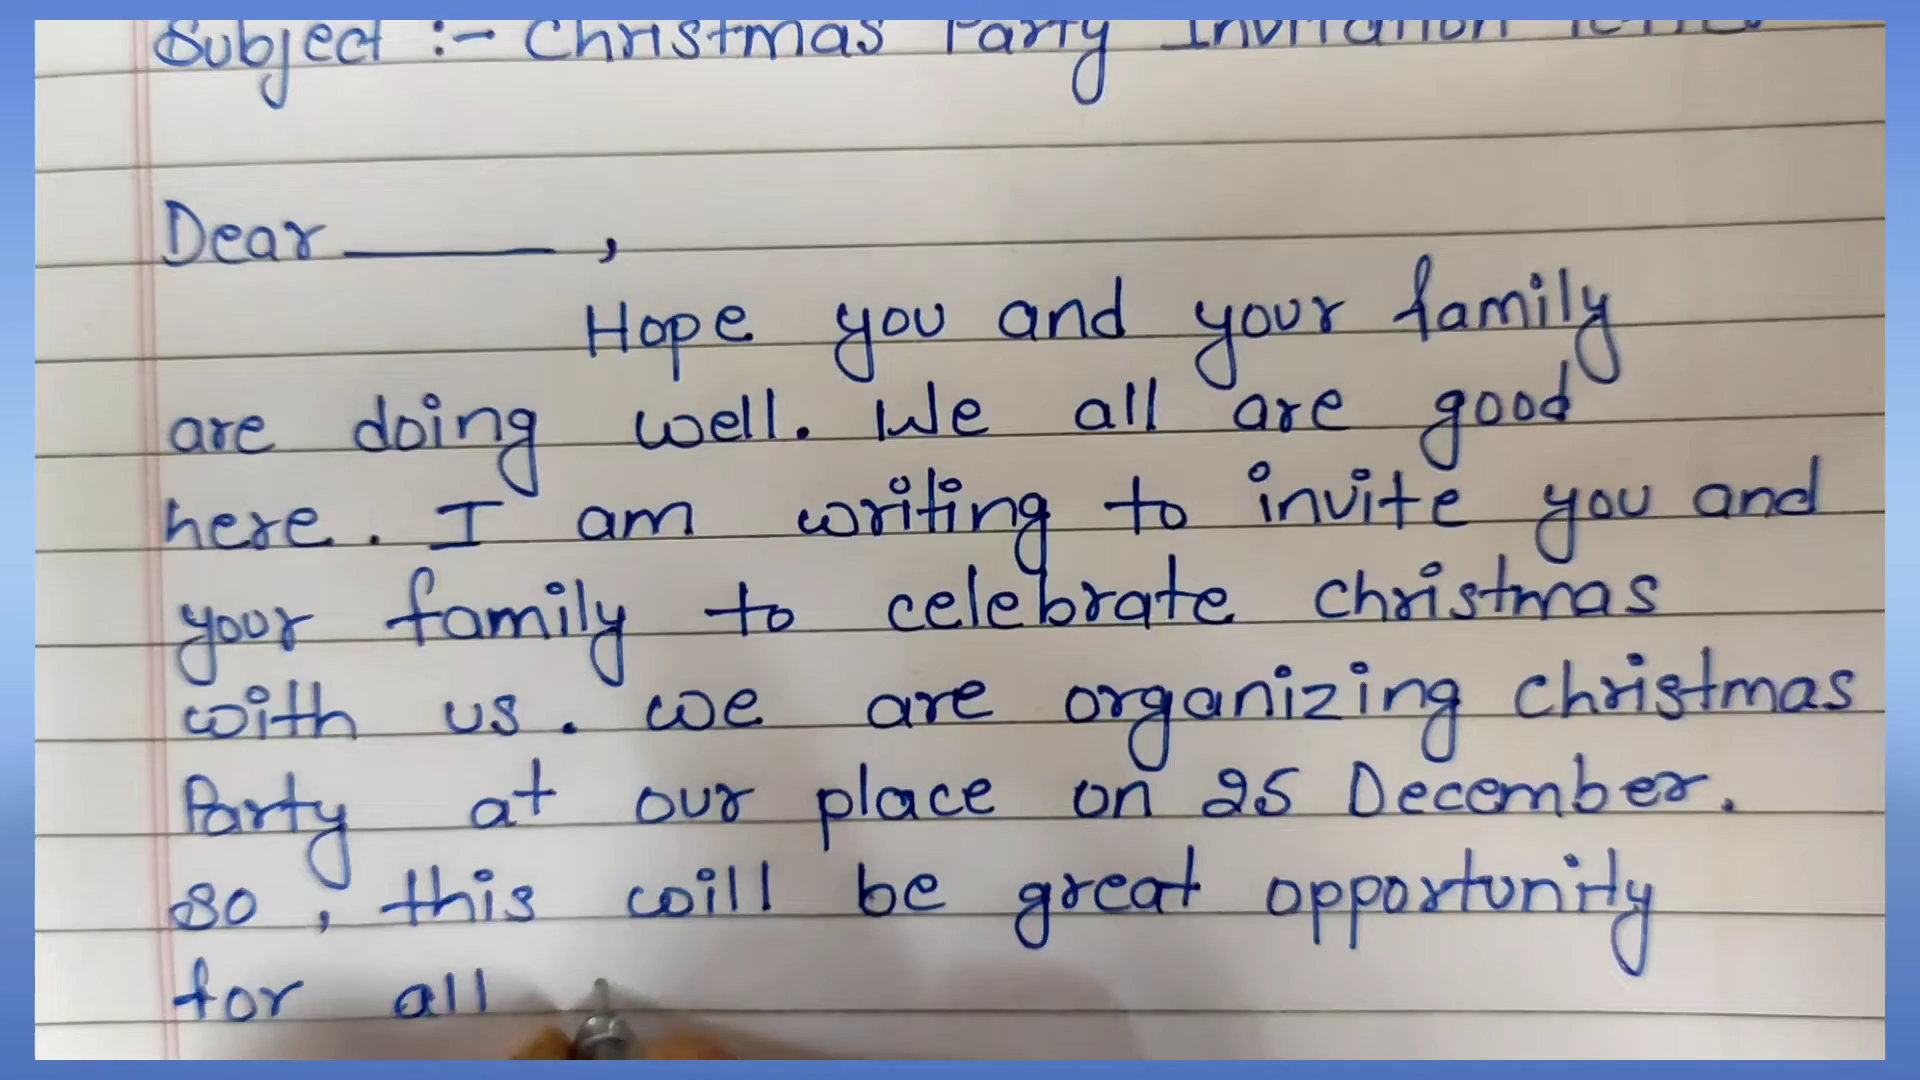 Subject :- Christmas Party Invitation letter
Dear ______ ,
Hope you and your family
are doing well. We all are good
here. I am writing to invite you and
your family to celebrate christmas
with us. we are organizing christmas
Party at our place on 25 December.
so, this will be great opportunity
for all